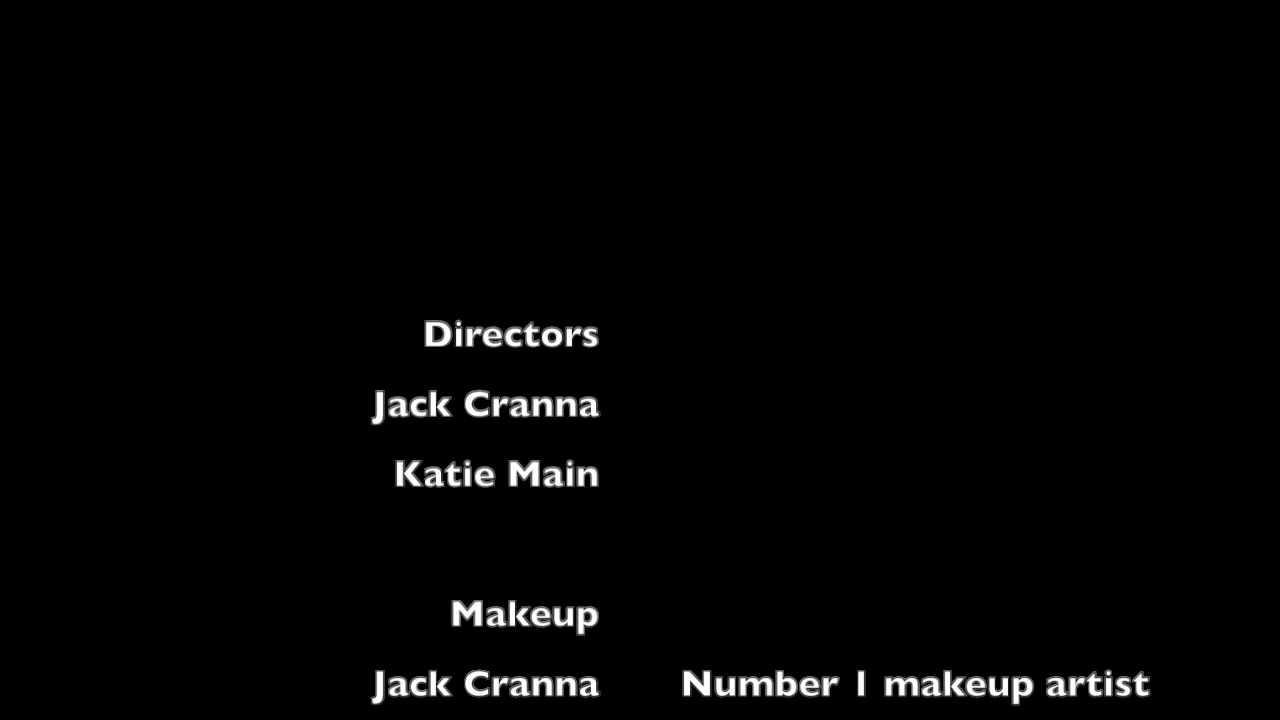 Directors
Jack Cranna
Katie Main
Makeup
Jack Cranna Number 1 makeup artist